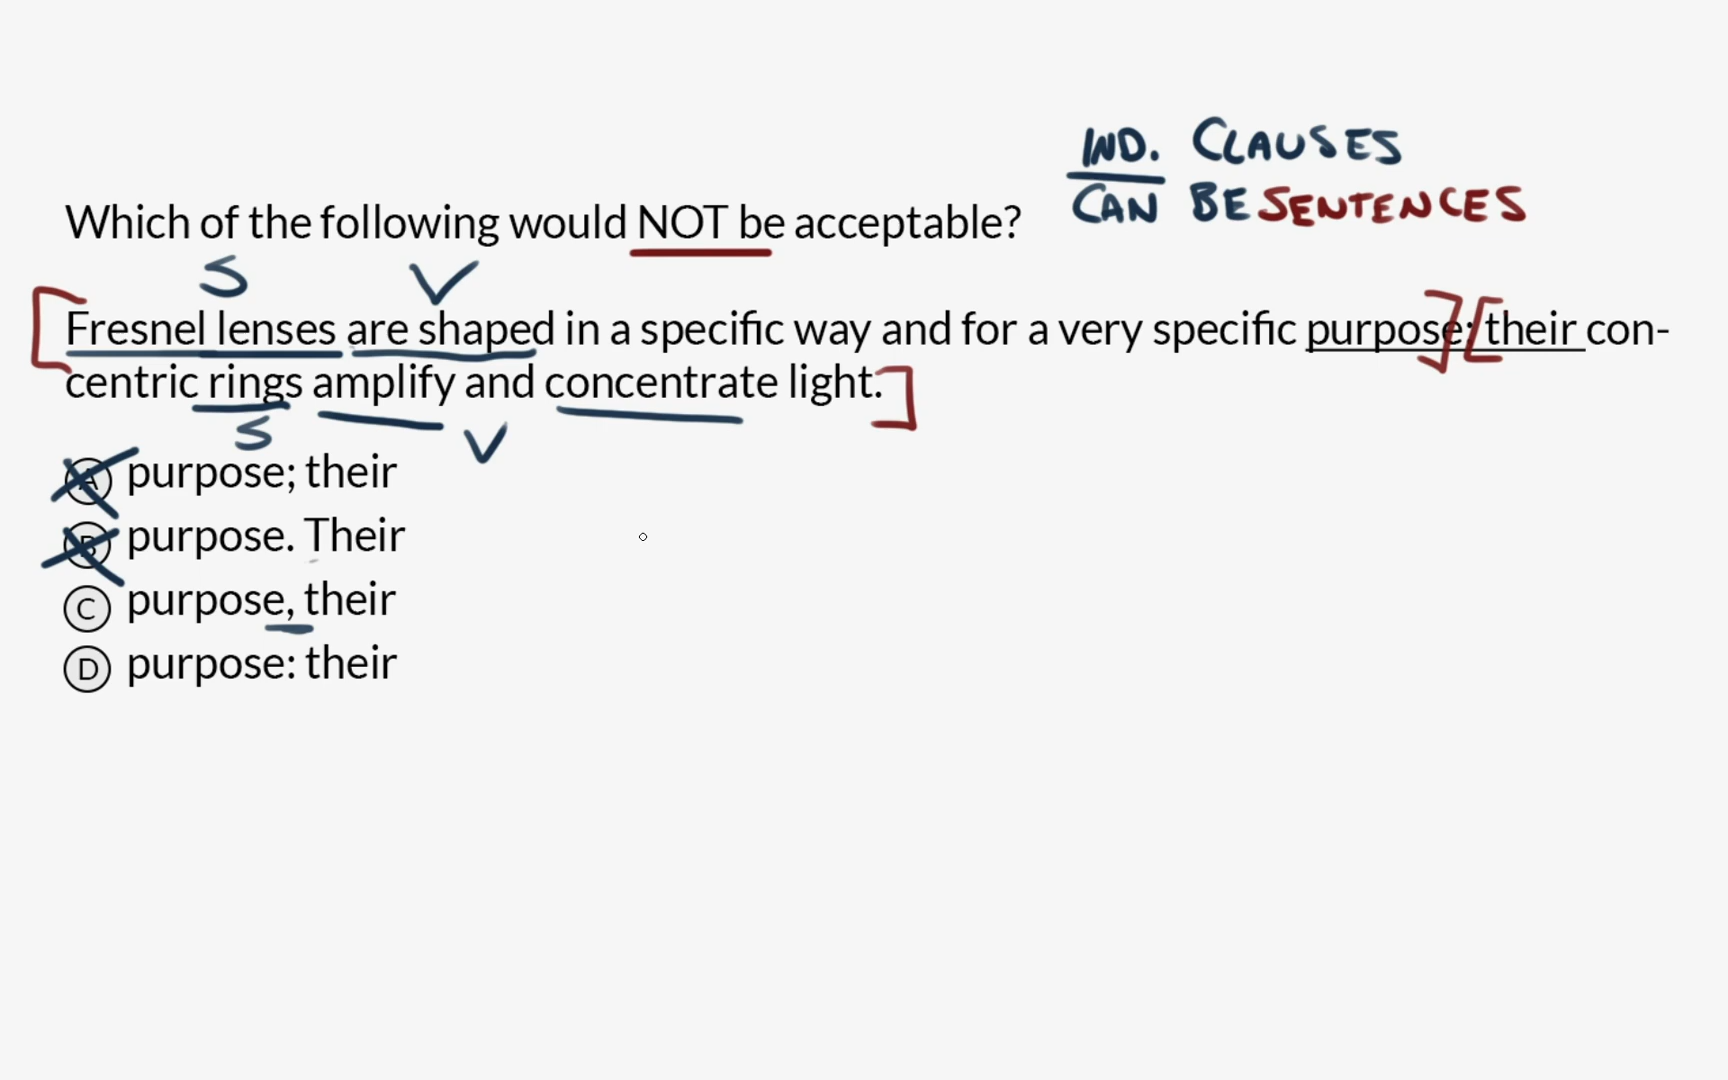 IND. CLAUSES
CAN BE SENTENCES
Which of the following would NOT be acceptable?
S V
Fresnel lenses are shaped in a specific way and for a very specific purpose; their con-
centric rings amplify and concentrate light.
S V
A purpose; their
B purpose. Their
C purpose, their
D purpose: their